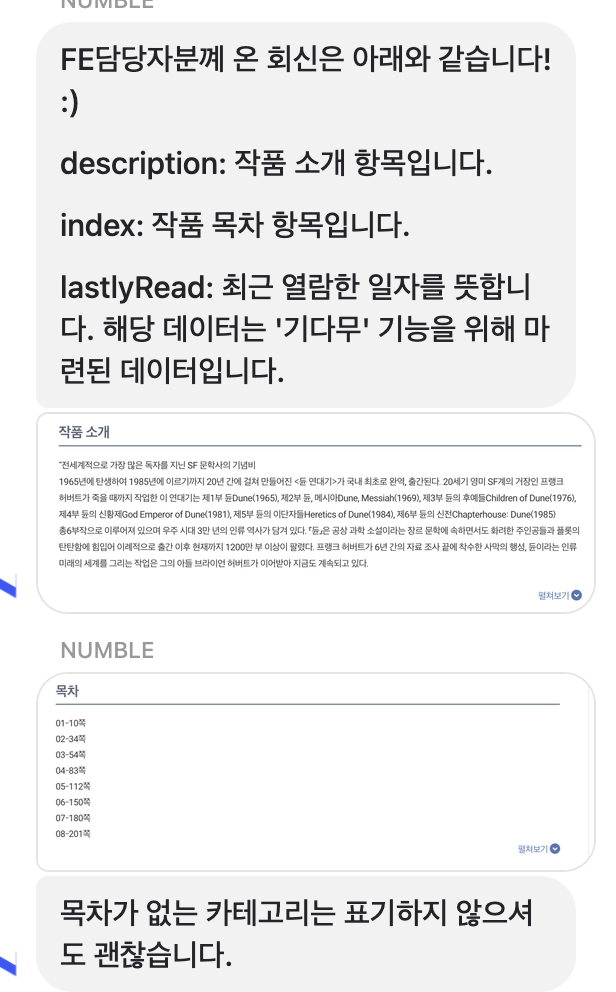 NUMBLE
FE담당자분꼐 온 회신은 아래와 같습니다!
:)
description: 작품 소개 항목입니다.
index: 작품 목차 항목입니다.
lastlyRead: 최근 열람한 일자를 뜻합니
다. 해당 데이터는 '기다무' 기능을 위해 마
련된 데이터입니다.
작품 소개
"전세계적으로 가장 많은 독자를 지닌 SF 문학사의 기념비
1965년에 탄생하여 1985년에 이르기까지 20년 간에 걸쳐 만들어진 <듄 연대기>가 국내 최초로 완역, 출간된다. 20세기 영미 SF계의 거장인 프랭크
허버트가 죽을 때까지 작업한 이 연대기는 제1부 듄Dune(1965), 제2부 듄, 메시아Dune, Messiah(1969), 제3부 듄의 후예들Children of Dune(1976),
제4부 듄의 신황제God Emperor of Dune(1981), 제5부 듄의 이단자들Heretics of Dune(1984), 제6부 듄의 신전Chapterhouse: Dune(1985)
총6부작으로 이루어져 있으며 우주 시대 3만 년의 인류 역사가 담겨 있다. 『듄』은 공상 과학 소설이라는 장르 문학에 속하면서도 화려한 주인공들과 플롯의
탄탄함에 힘입어 이례적으로 출간 이후 현재까지 1200만 부 이상이 팔렸다. 프랭크 허버트가 6년 간의 자료 조사 끝에 착수한 사막의 행성, 듄이라는 인류
미래의 세계를 그리는 작업은 그의 아들 브라이언 허버트가 이어받아 지금도 계속되고 있다.
펼쳐보기
NUMBLE
목차
01-10쪽
02-34쪽
03-54쪽
04-83쪽
05-112쪽
06-150쪽
07-180쪽
08-201쪽
펼쳐보기
목차가 없는 카테고리는 표기하지 않으셔
도 괜찮습니다.